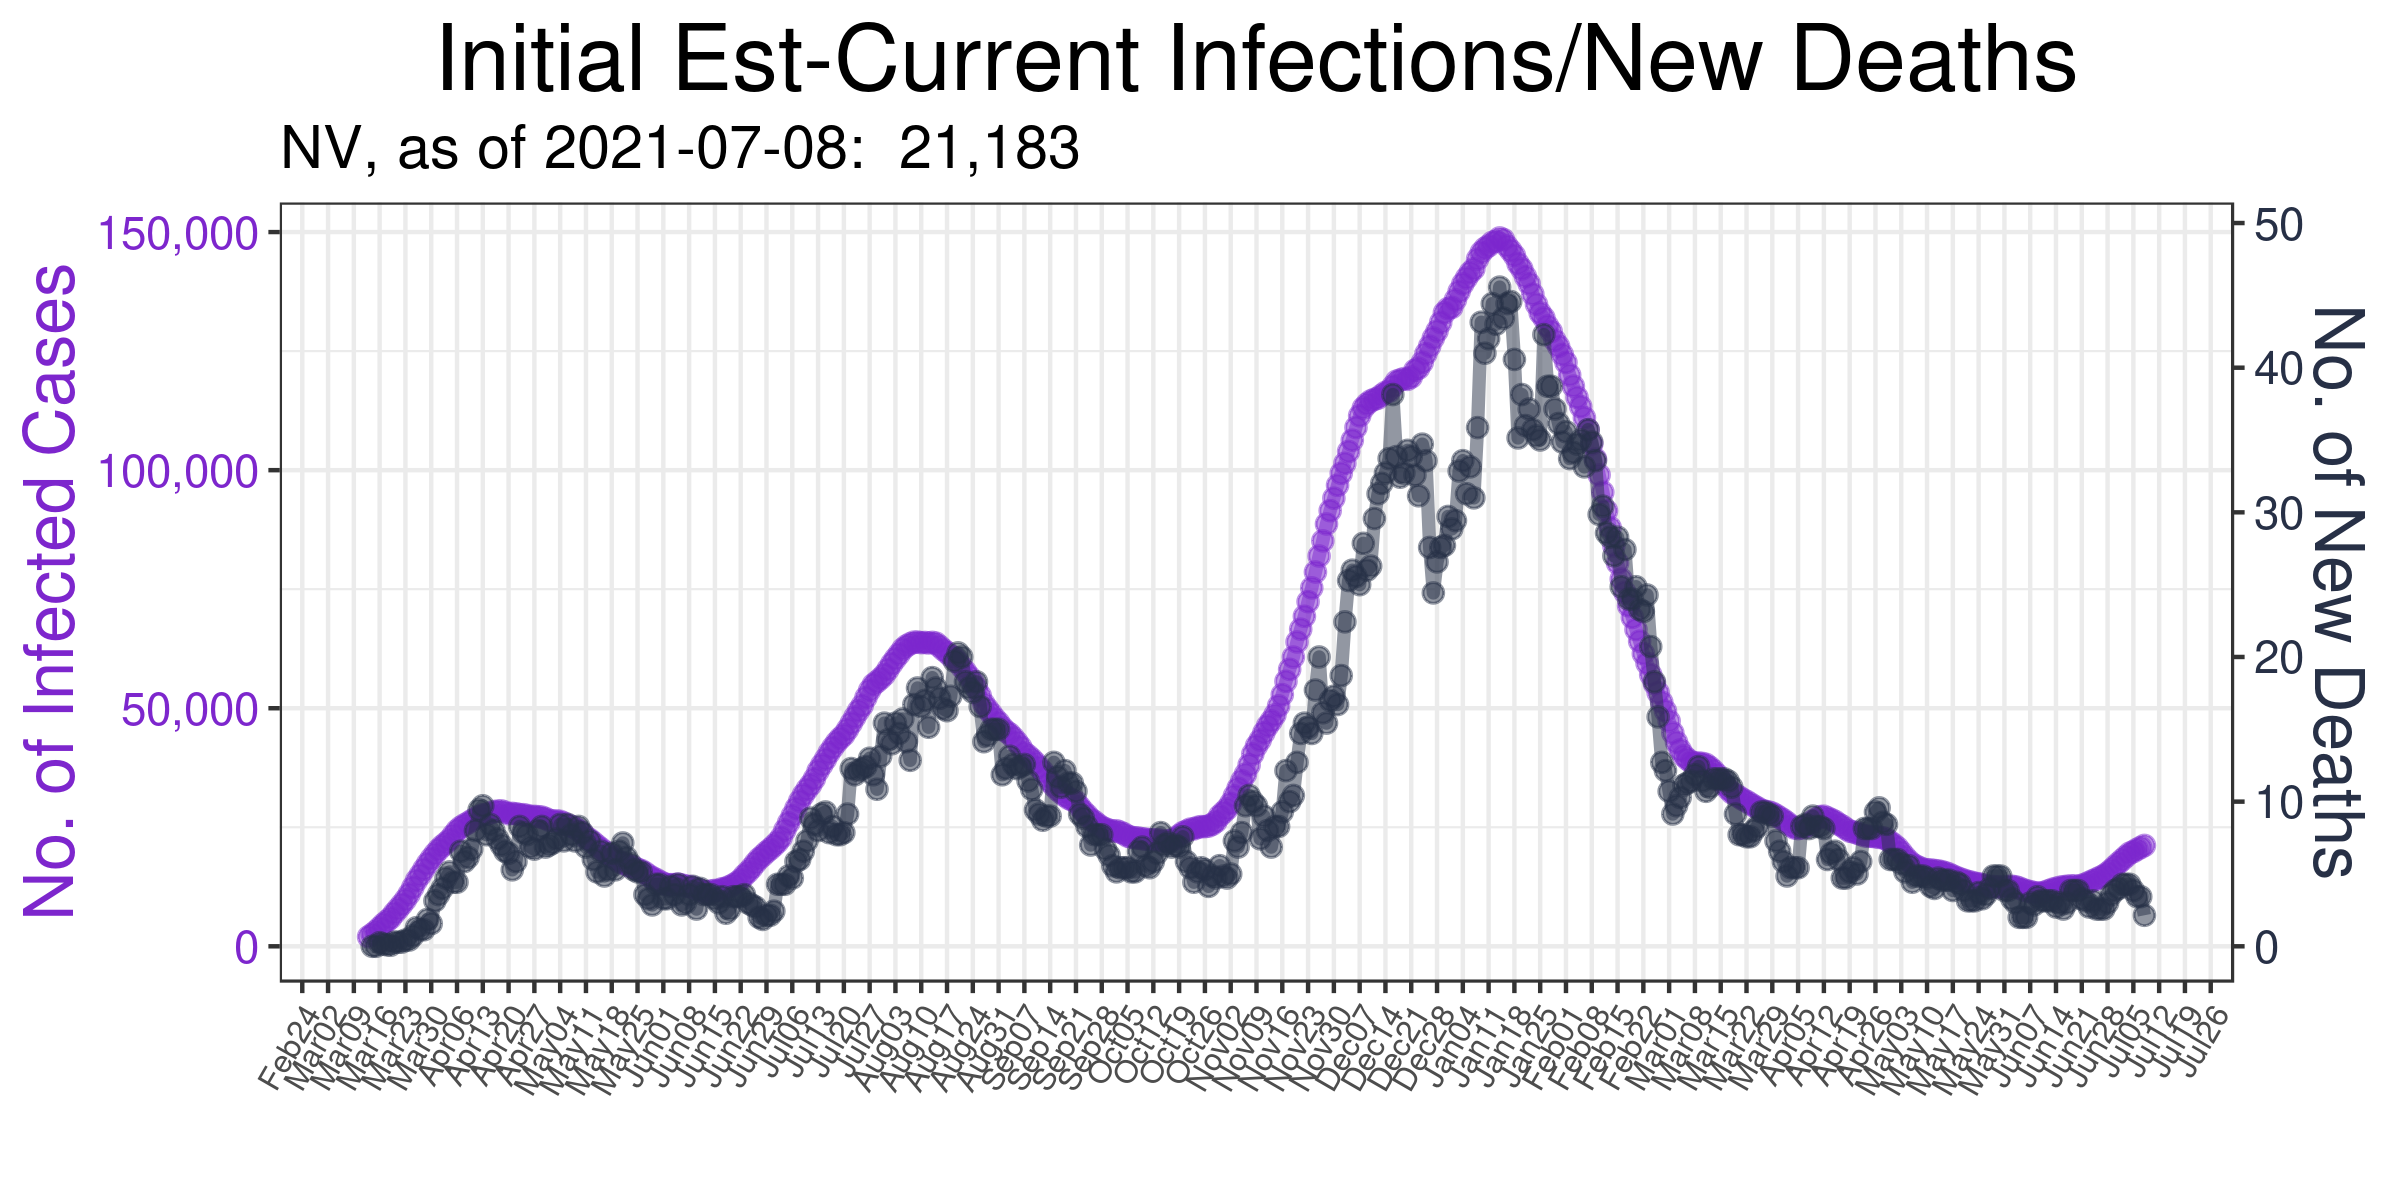 Initial Est-Current Infections/New Deaths
NV, as of 2021-07-08:  21,183
No. of Infected Cases
150,000
100,000
50,000
0
50
40
30
20
10
0
No. of New Deaths
Feb24
Mar02
Mar09
Mar16
Mar23
Mar30
Apr06
Apr13
Apr20
Apr27
May04
May11
May18
May25
Jun01
Jun08
Jun15
Jun22
Jun29
Jul06
Jul13
Jul20
Jul27
Aug03
Aug10
Aug17
Aug24
Aug31
Sep07
Sep14
Sep21
Sep28
Oct05
Oct12
Oct19
Oct26
Nov02
Nov09
Nov16
Nov23
Nov30
Dec07
Dec14
Dec21
Dec28
Jan04
Jan11
Jan18
Jan25
Feb01
Feb08
Feb15
Feb22
Mar01
Mar08
Mar15
Mar22
Mar29
Apr05
Apr12
Apr19
Apr26
May03
May10
May17
May24
May31
Jun07
Jun14
Jun21
Jun28
Jul05
Jul12
Jul19
Jul26